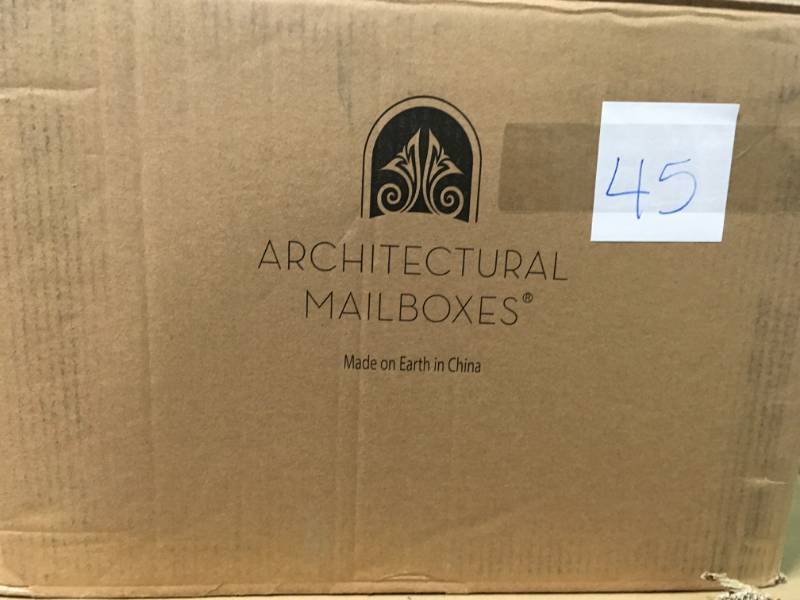 45
ARCHITECTURAL
MAILBOXES®
Made on Earth in China